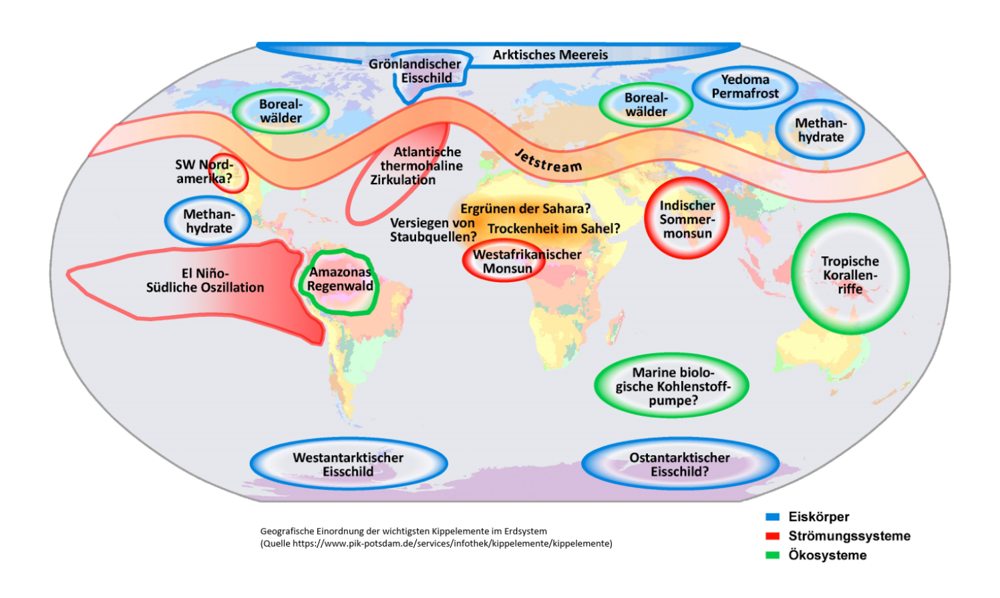 Arktisches Meereis
Grönlandischer
Eisschild
Yedoma
Permafrost
Boreal-
wälder
Boreal-
wälder
Methan-
hydrate
Jetstream
Atlantische
thermohaline
Zirkulation
SW Nord-
amerika?
Methan-
hydrate
Ergrünen der Sahara?
Versiegen von
Staubquellen?
Trockenheit im Sahel?
Indischer
Sommer-
monsun
Westafrikanischer
Monsun
El Niño-
Südliche Oszillation
Amazonas
Regenwald
Tropische
Korallen-
riffe
Marine biolo-
gische Kohlenstoff-
pumpe?
Westantarktischer
Eisschild
Ostantarktischer
Eisschild?
Geografische Einordnung der wichtigsten Kippelemente im Erdsystem
(Quelle https://www.pik-potsdam.de/services/infothek/kippelemente/kippelemente)
Eiskörper
Strömungssysteme
Ökosysteme